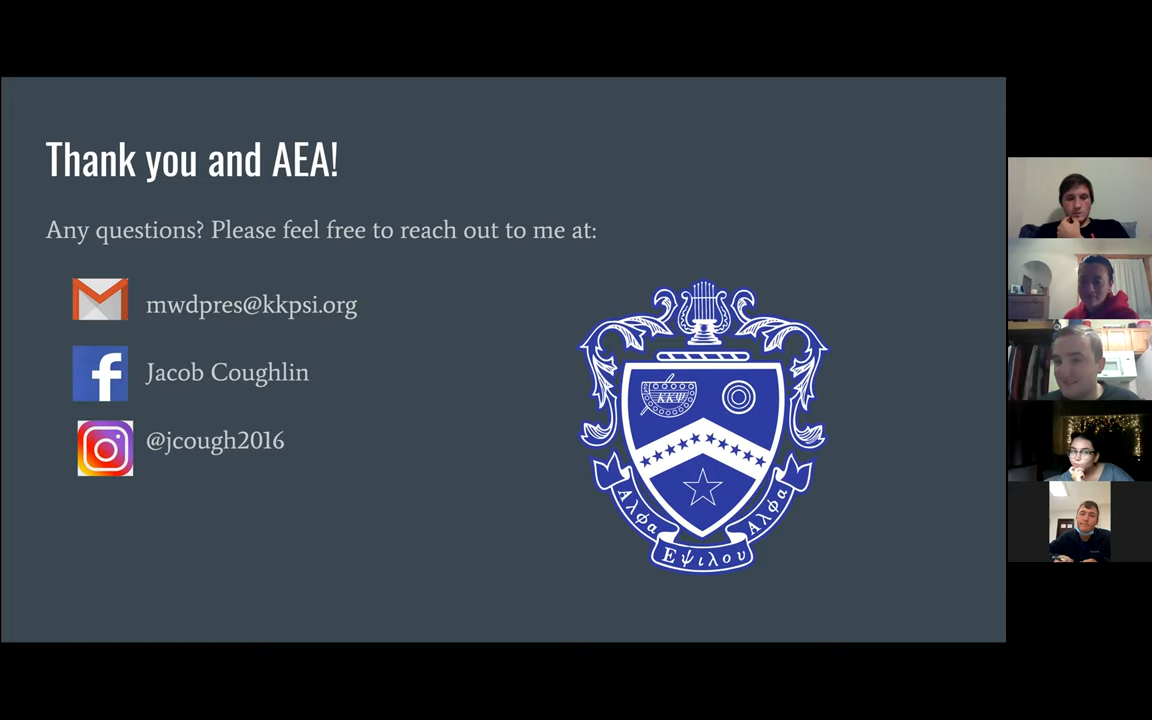 Thank you and AEA!
Any questions? Please feel free to reach out to me at:
mwdpres@kkpsi.org
Jacob Coughlin
@jcough2016
ΚΚΨ
Αλφα Εψιλου Αλφα